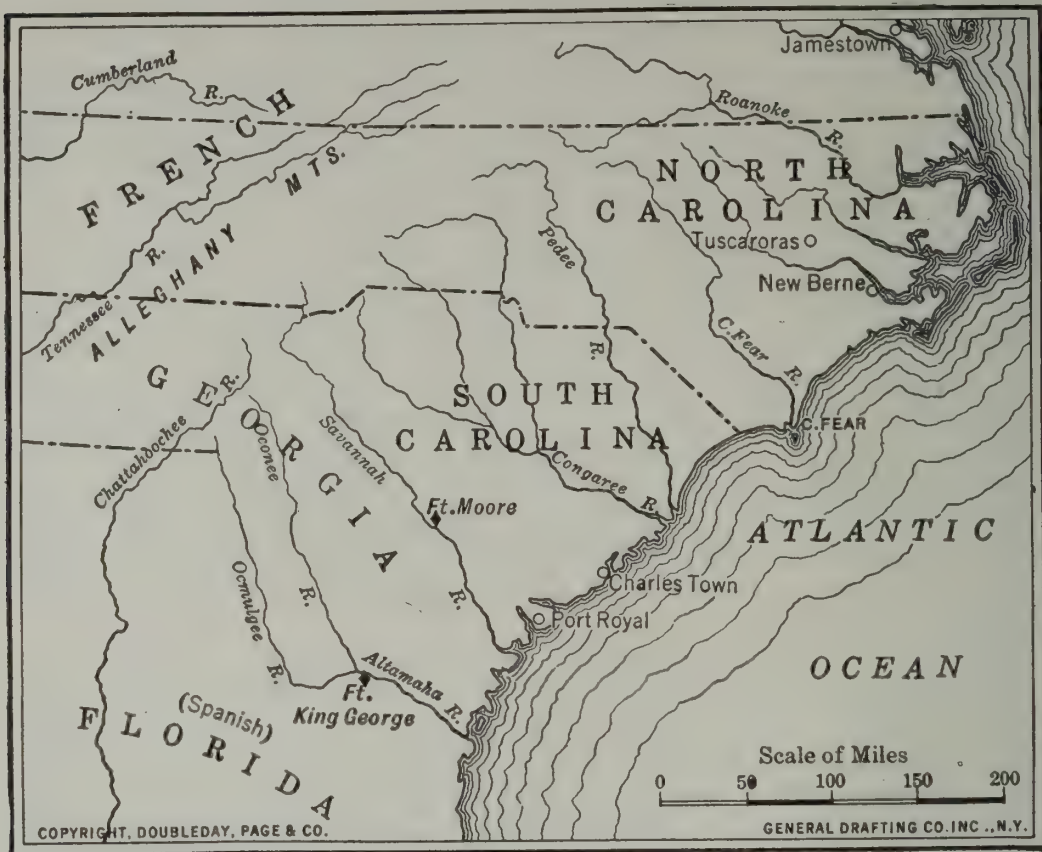 Jamestown
Cumberland
R.
Roanoke
R.
FRENCH
MTS.
NORTH
CAROLINA
Tuscaroras
Pedee
R.
New Berne
Tennessee
R.
ALLEGHANY
C. Fear
R.
C. FEAR
GEORGIA
SOUTH
CAROLINA
Chattahoochee
R.
Oconee
R.
Savannah
R.
Congaree
R.
Ft. Moore
ATLANTIC
OCEAN
Charles Town
Port Royal
Ocmulgee
R.
Altamaha
R.
Ft.
King George
(Spanish)
FLORIDA
Scale of Miles
0 50 100 150 200
COPYRIGHT, DOUBLEDAY, PAGE & CO.
GENERAL DRAFTING CO. INC., N.Y.